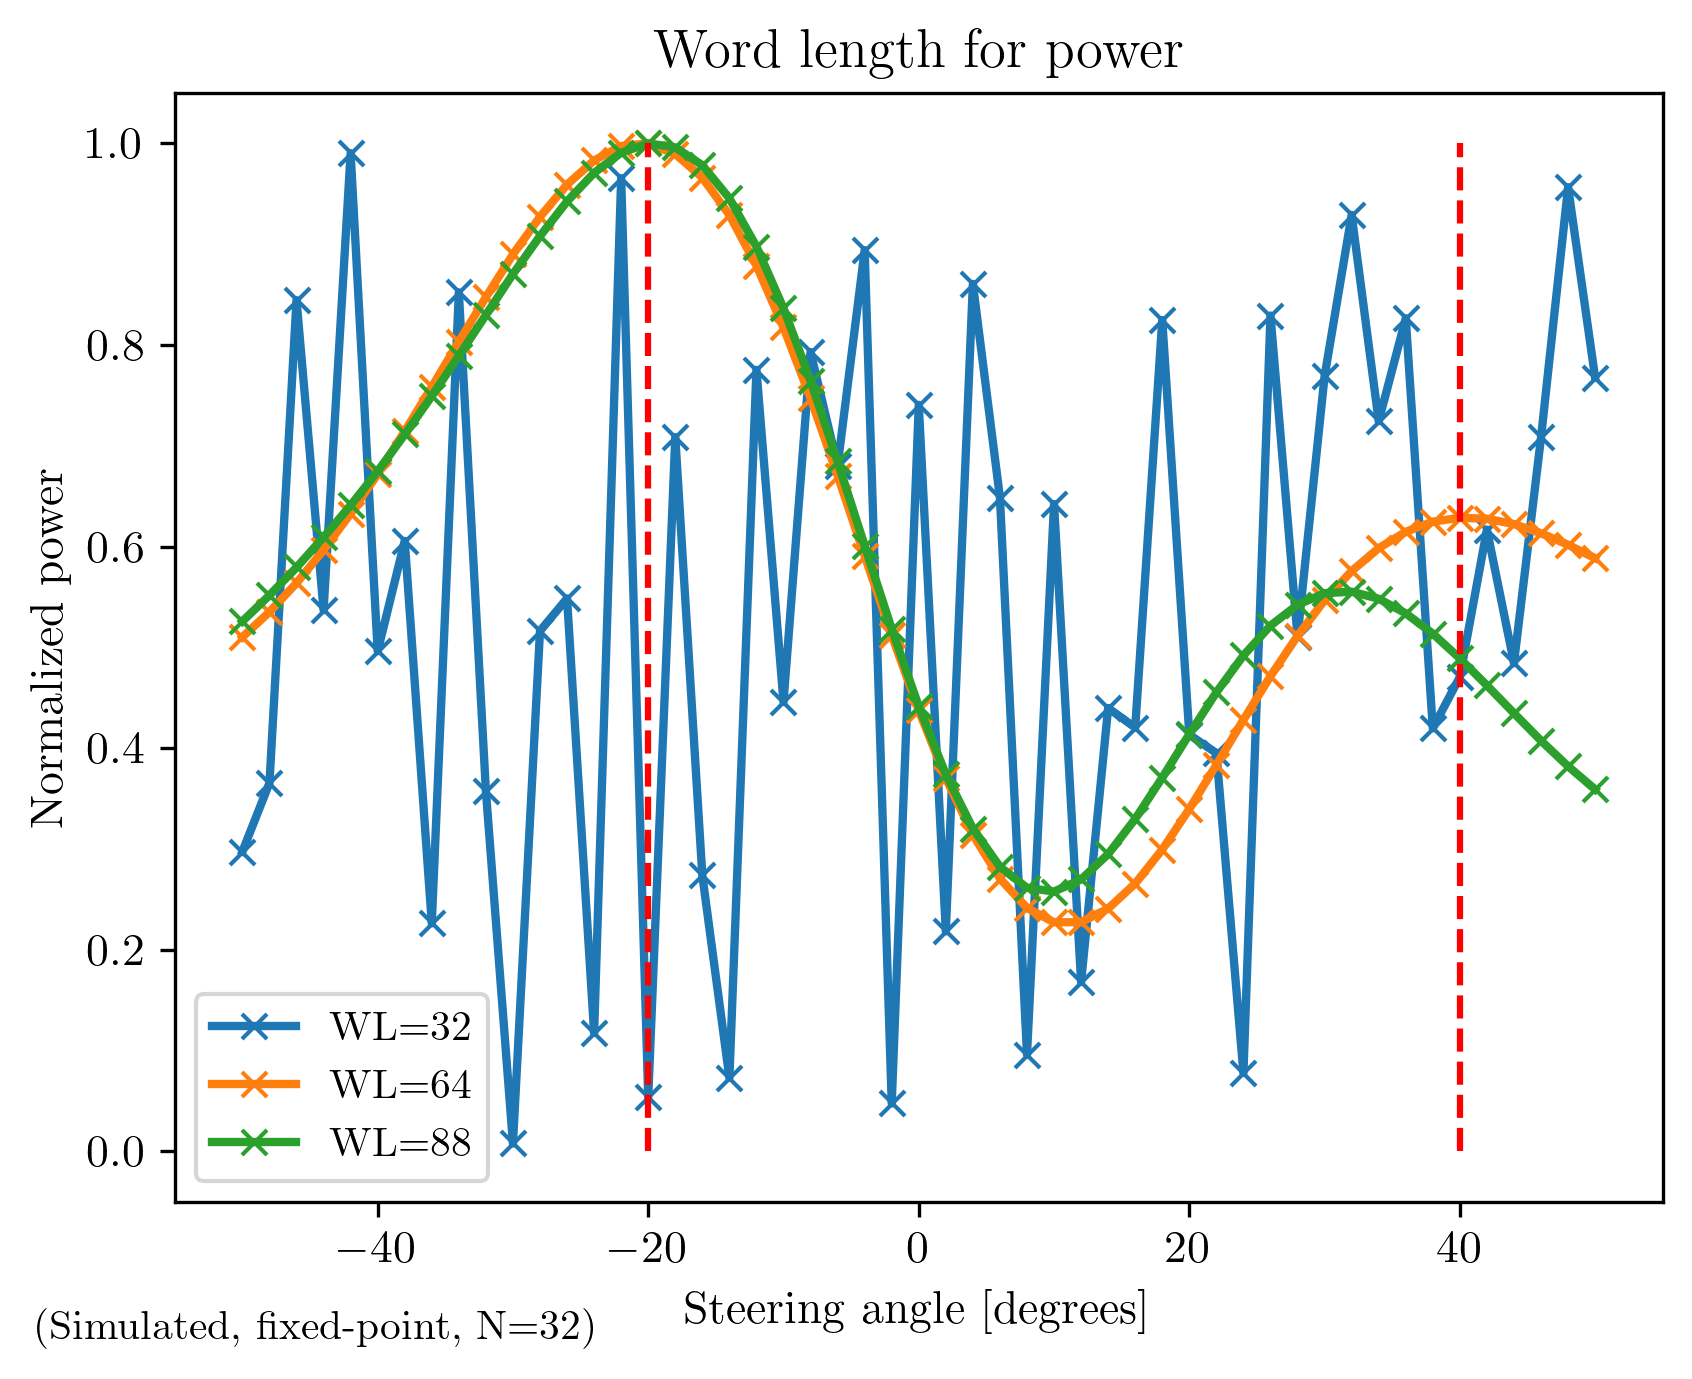 Word length for power
Normalized power
1.0
0.8
0.6
0.4
0.2
0.0
WL=32
WL=64
WL=88
−40
−20
0
20
40
Steering angle [degrees]
(Simulated, fixed-point, N=32)